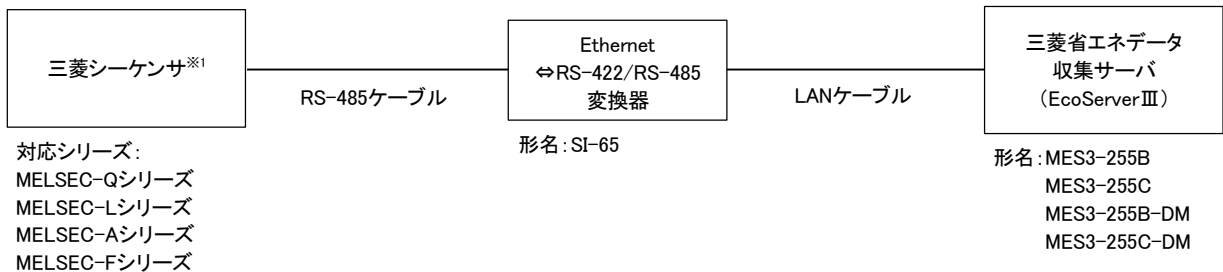 三菱シーケンサ※1
RS-485ケーブル
Ethernet
⇔RS-422/RS-485
変換器
LANケーブル
三菱省エネデータ
収集サーバ
(EcoServerⅢ)
対応シリーズ:
MELSEC-Qシリーズ
MELSEC-Lシリーズ
MELSEC-Aシリーズ
MELSEC-Fシリーズ
形名:SI-65
形名:MES3-255B
MES3-255C
MES3-255B-DM
MES3-255C-DM